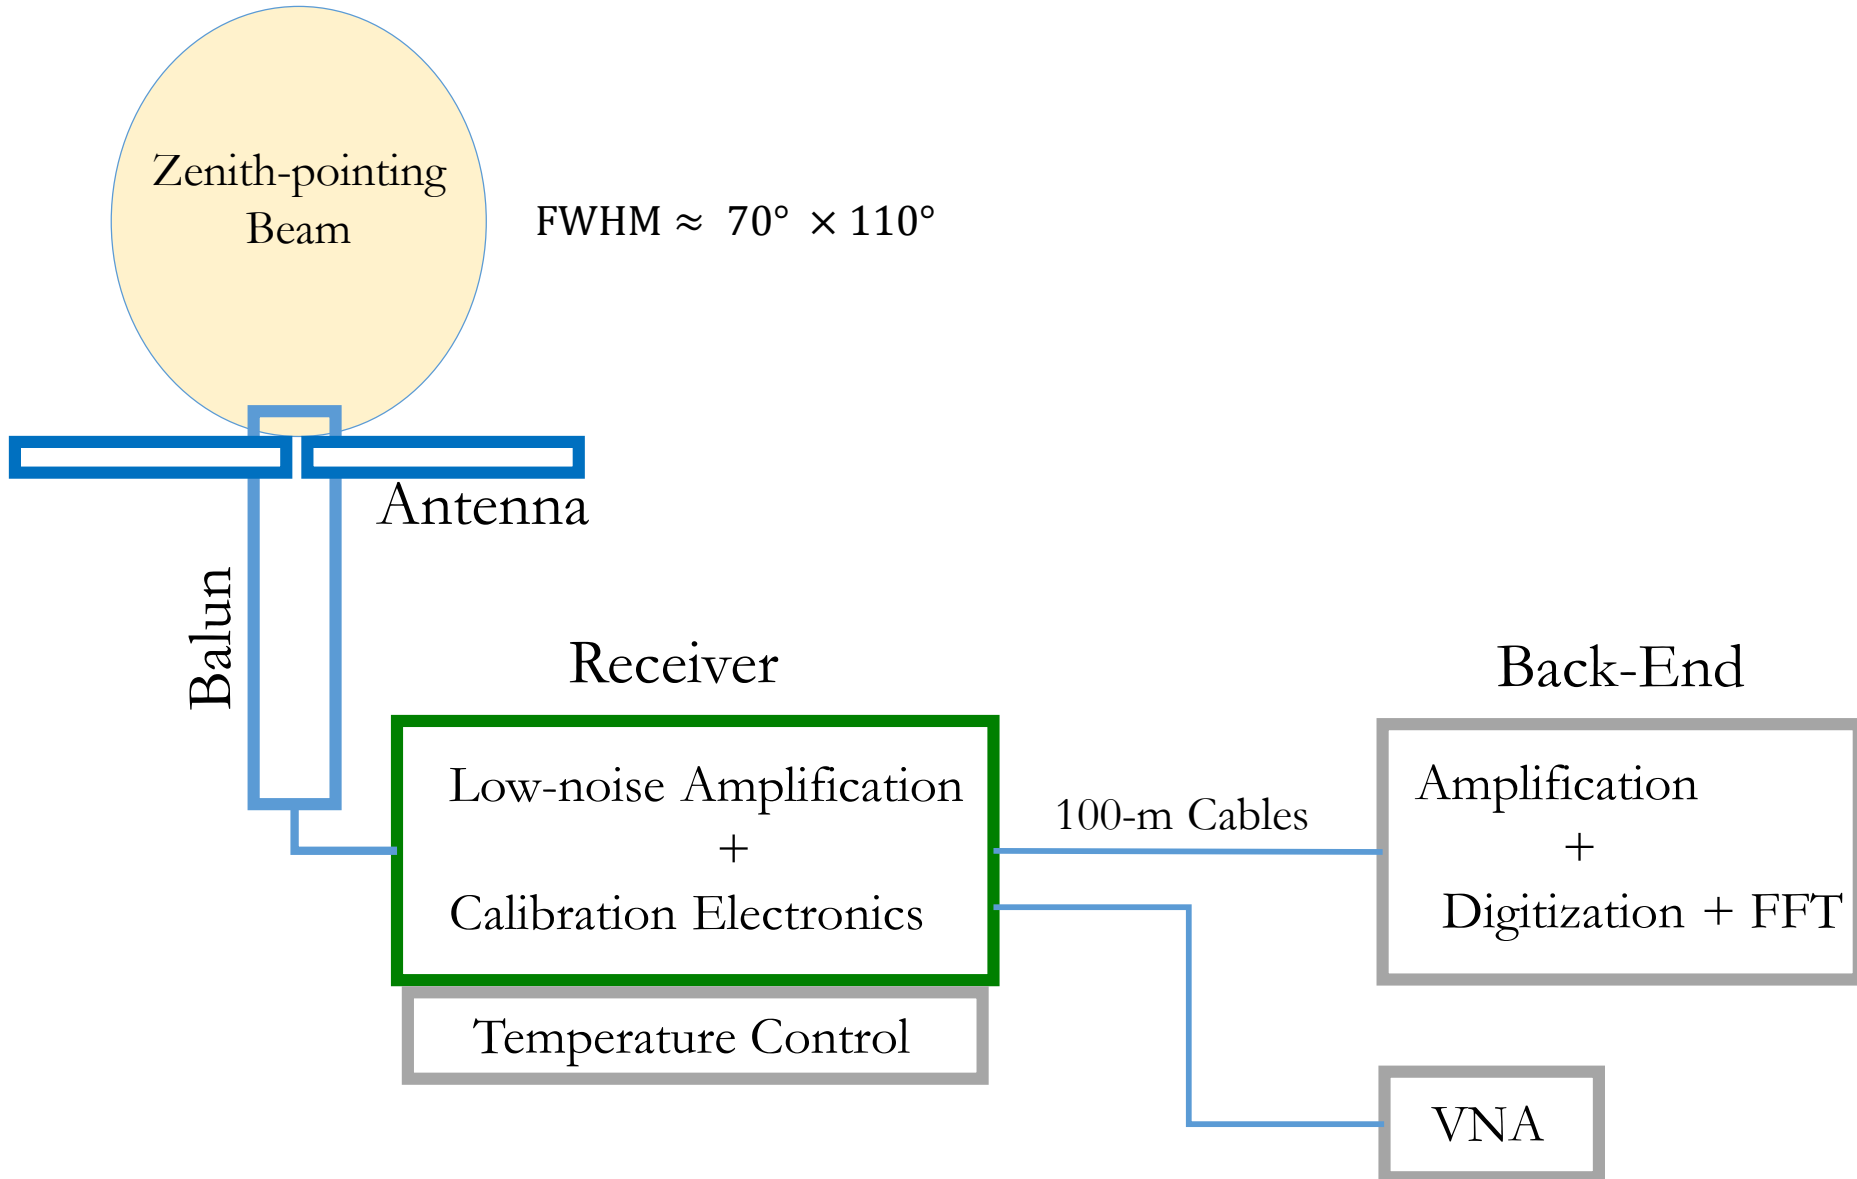 Zenith-pointing
Beam
FWHM ≈ 70° × 110°
Antenna
Balun
Receiver
Low-noise Amplification
+
Calibration Electronics
Temperature Control
100-m Cables
Back-End
Amplification
+
Digitization + FFT
VNA